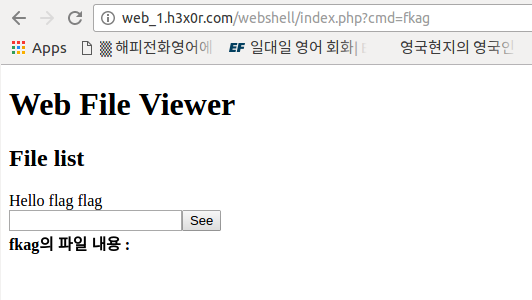 web_1.h3x0r.com/webshell/index.php?cmd=fkag
Apps 해피전화영어에 EF 일대일 영어 회화| E 영국현지의 영국인
Web File Viewer
File list
Hello flag flag
See
fkag의 파일 내용 :